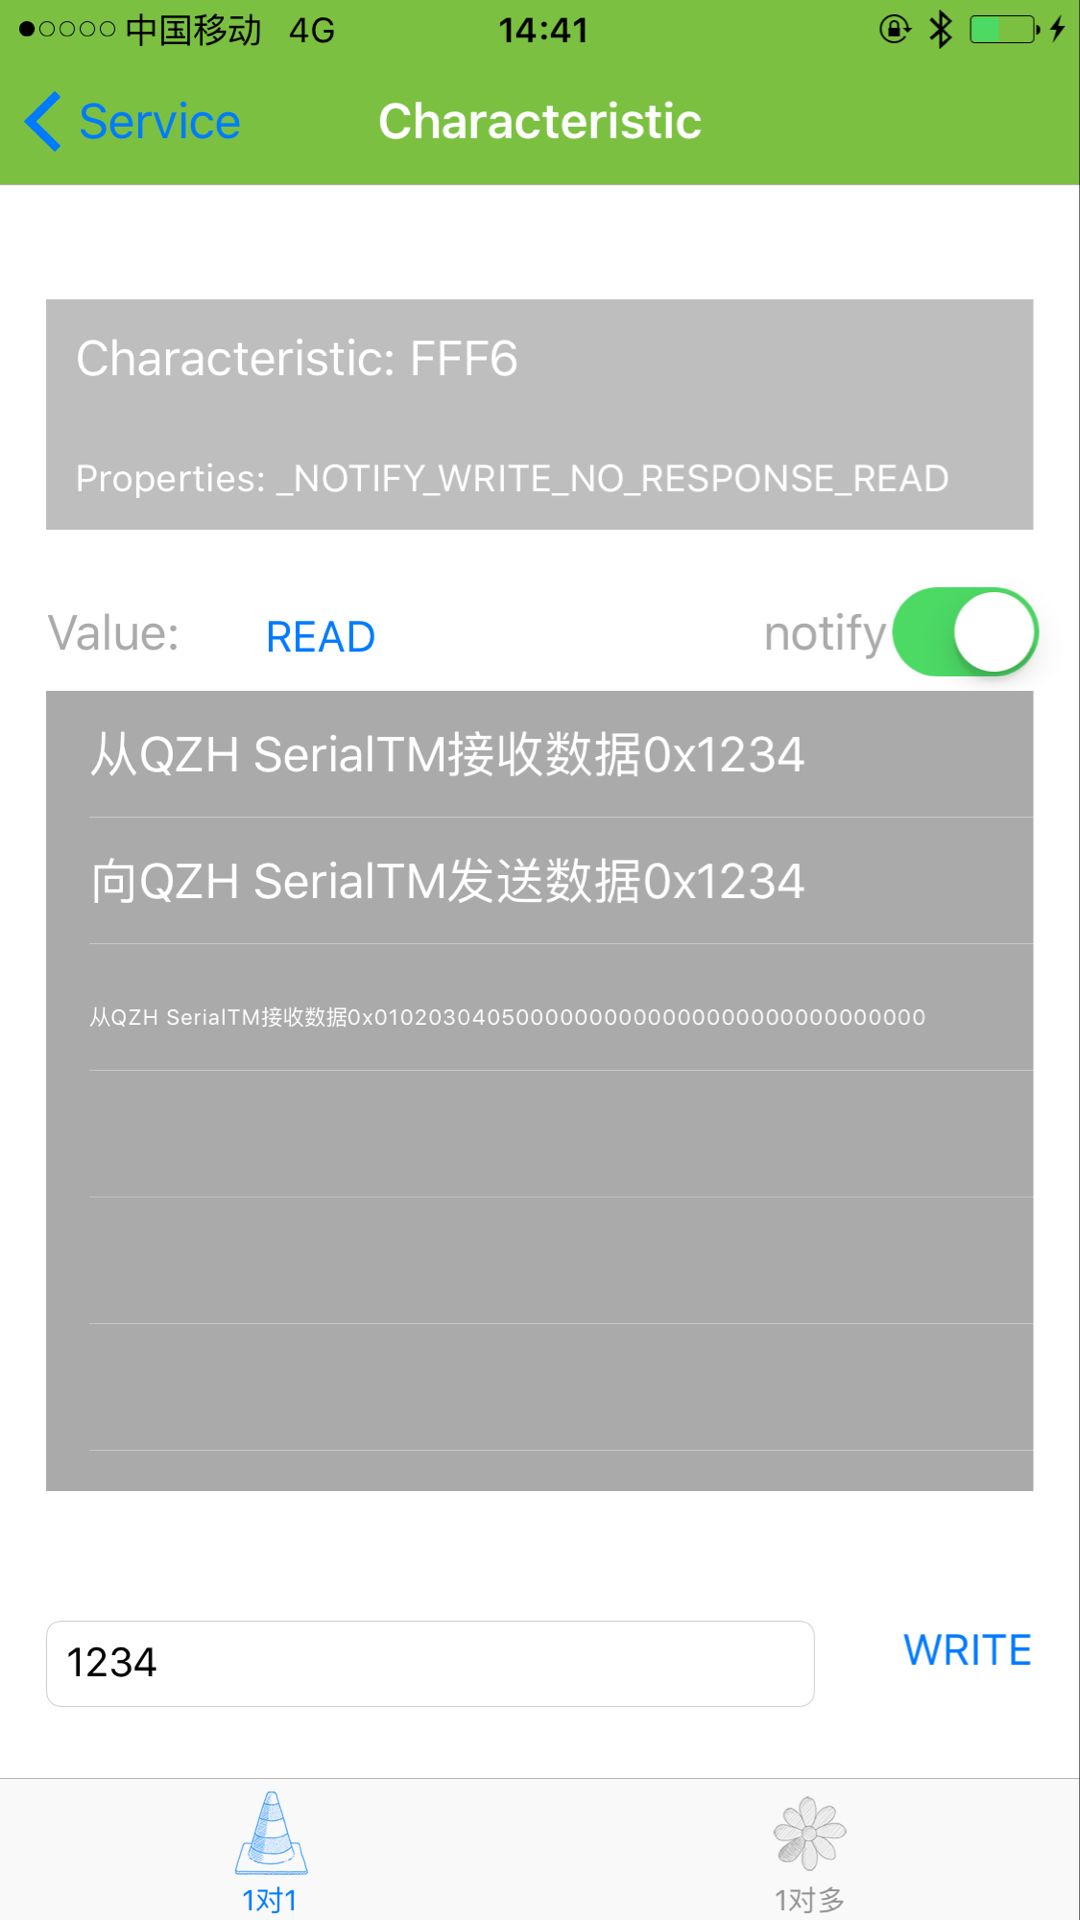 中国移动 4G 14:41
Service Characteristic
Characteristic: FFF6
Properties: _NOTIFY_WRITE_NO_RESPONSE_READ
Value: READ notify
从QZH SerialTM接收数据0x1234
向QZH SerialTM发送数据0x1234
从QZH SerialTM接收数据0x0102030405000000000000000000000000000000
1234 WRITE
1对1 1对多